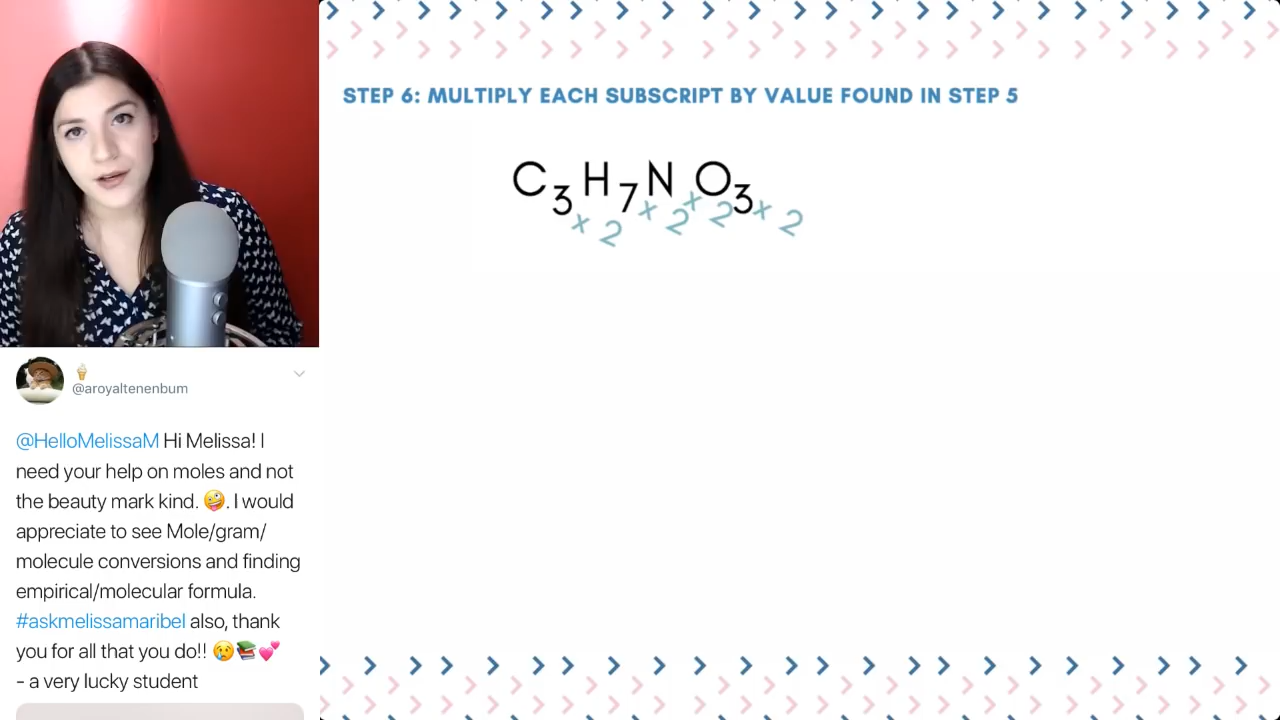 STEP 6: MULTIPLY EACH SUBSCRIPT BY VALUE FOUND IN STEP 5
C3H7N O3
× 2 × 2 × 2 × 2
@aroyaltenenbum
@HelloMelissaM Hi Melissa! I
need your help on moles and not
the beauty mark kind. 🤪. I would
appreciate to see Mole/gram/
molecule conversions and finding
empirical/molecular formula.
#askmelissamaribel also, thank
you for all that you do!! 😢📚💕
- a very lucky student